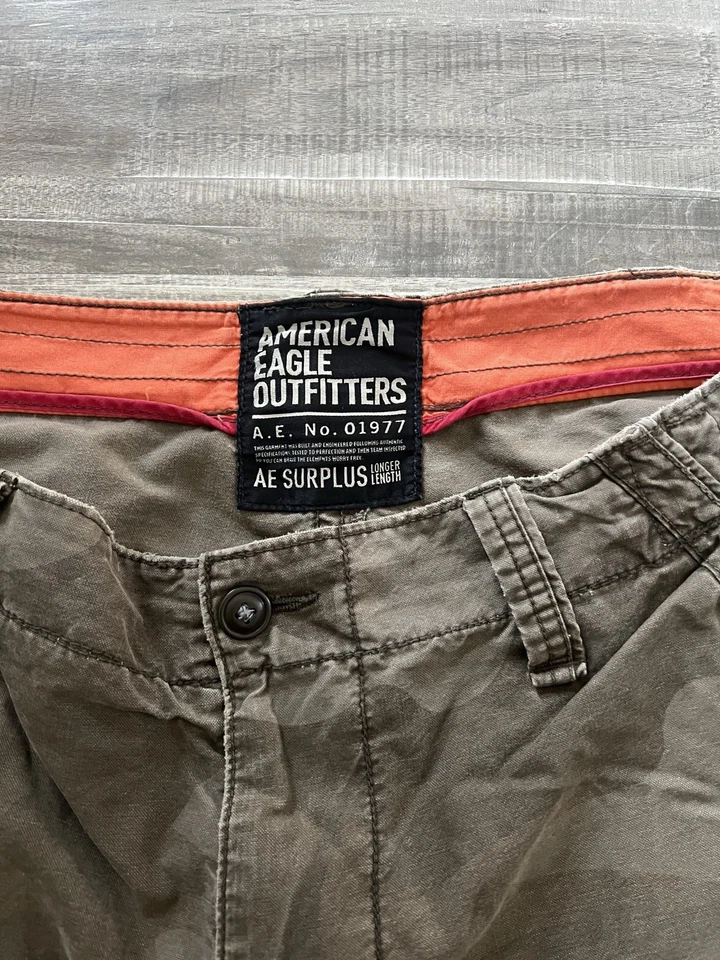 AMERICAN
EAGLE
OUTFITTERS
A.E. No. 01977
THIS GARMENT WAS BUILT AND ENGINEERED FOLLOWING AUTHENTIC
SPECIFICATIONS. TESTED TO PERFECTION AND THEN TEAM INSPECTED
SO YOU CAN BRAVE THE ELEMENTS WORRY FREE.
AE SURPLUS LONGER
LENGTH